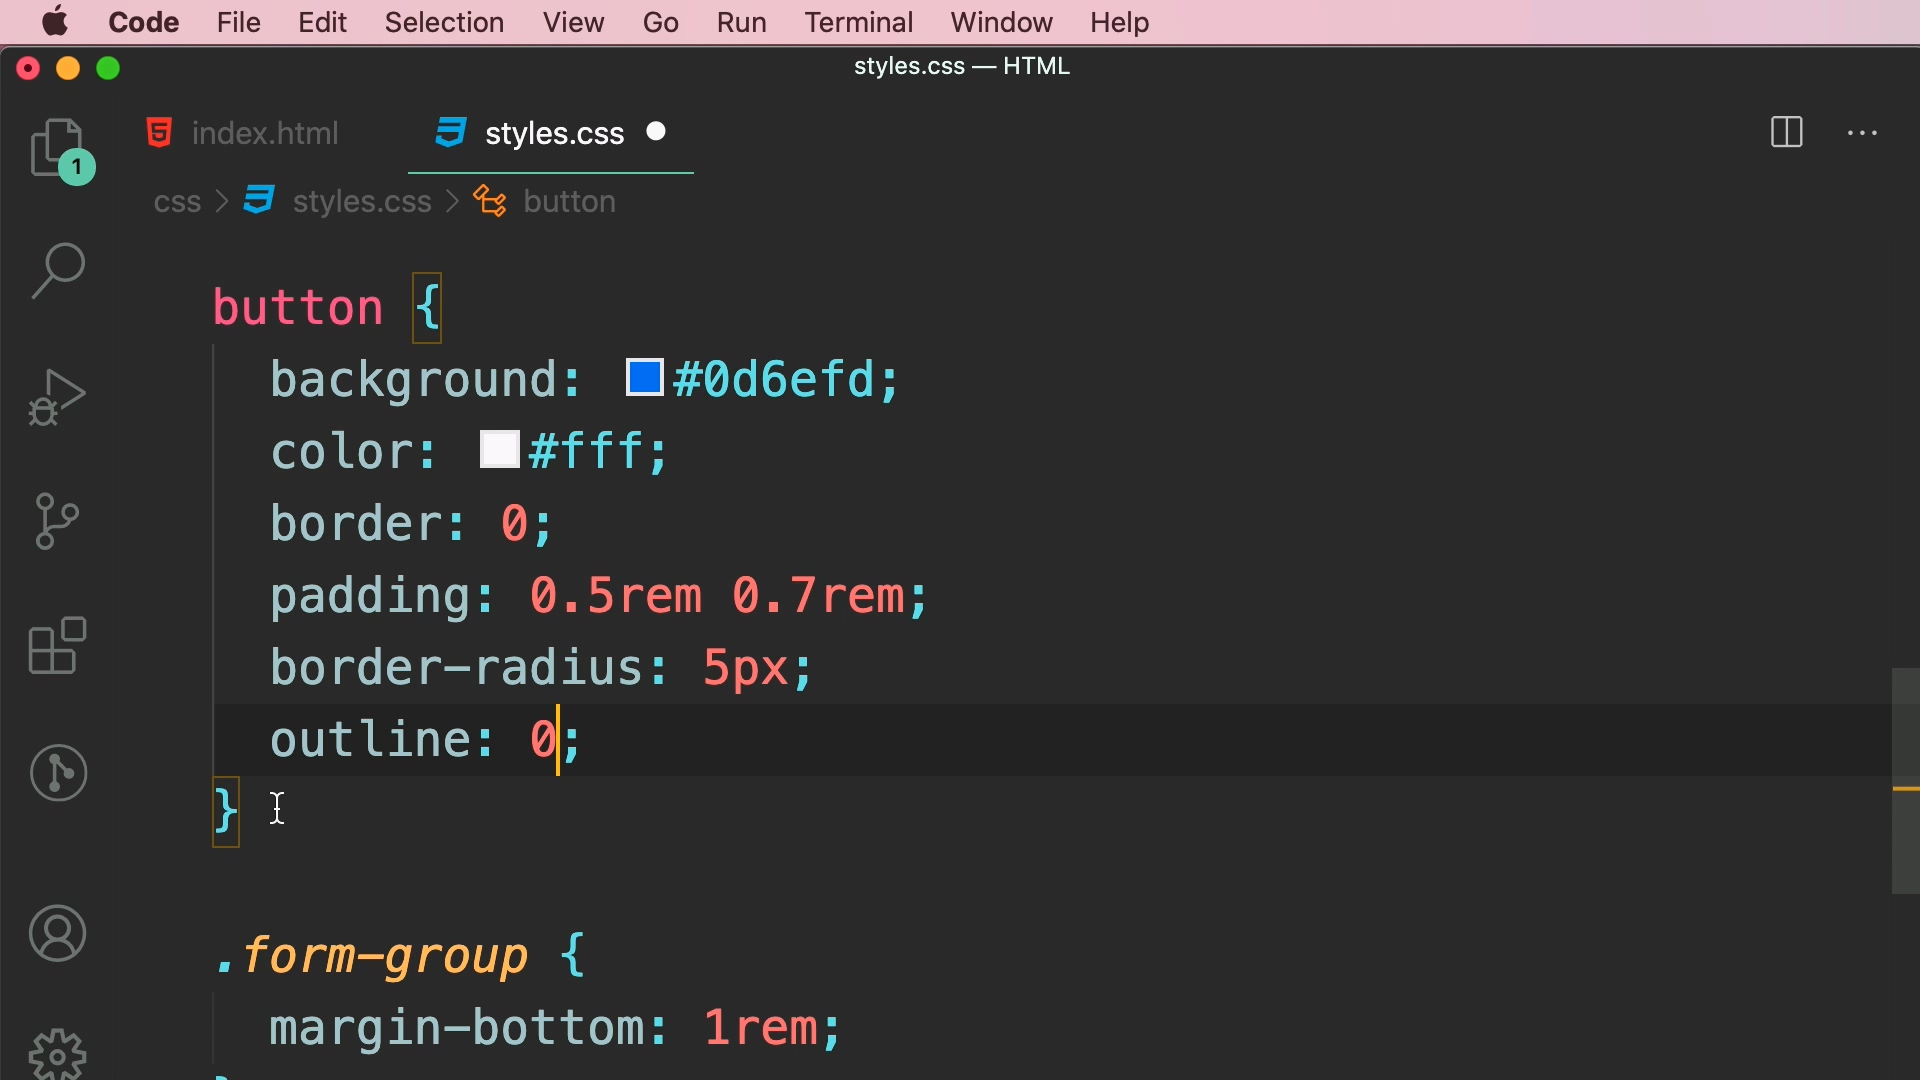 Code File Edit Selection View Go Run Terminal Window Help
styles.css — HTML
index.html styles.css
1
css > styles.css > button
button {
background: #0d6efd;
color: #fff;
border: 0;
padding: 0.5rem 0.7rem;
border-radius: 5px;
outline: 0;
}
.form-group {
margin-bottom: 1rem;